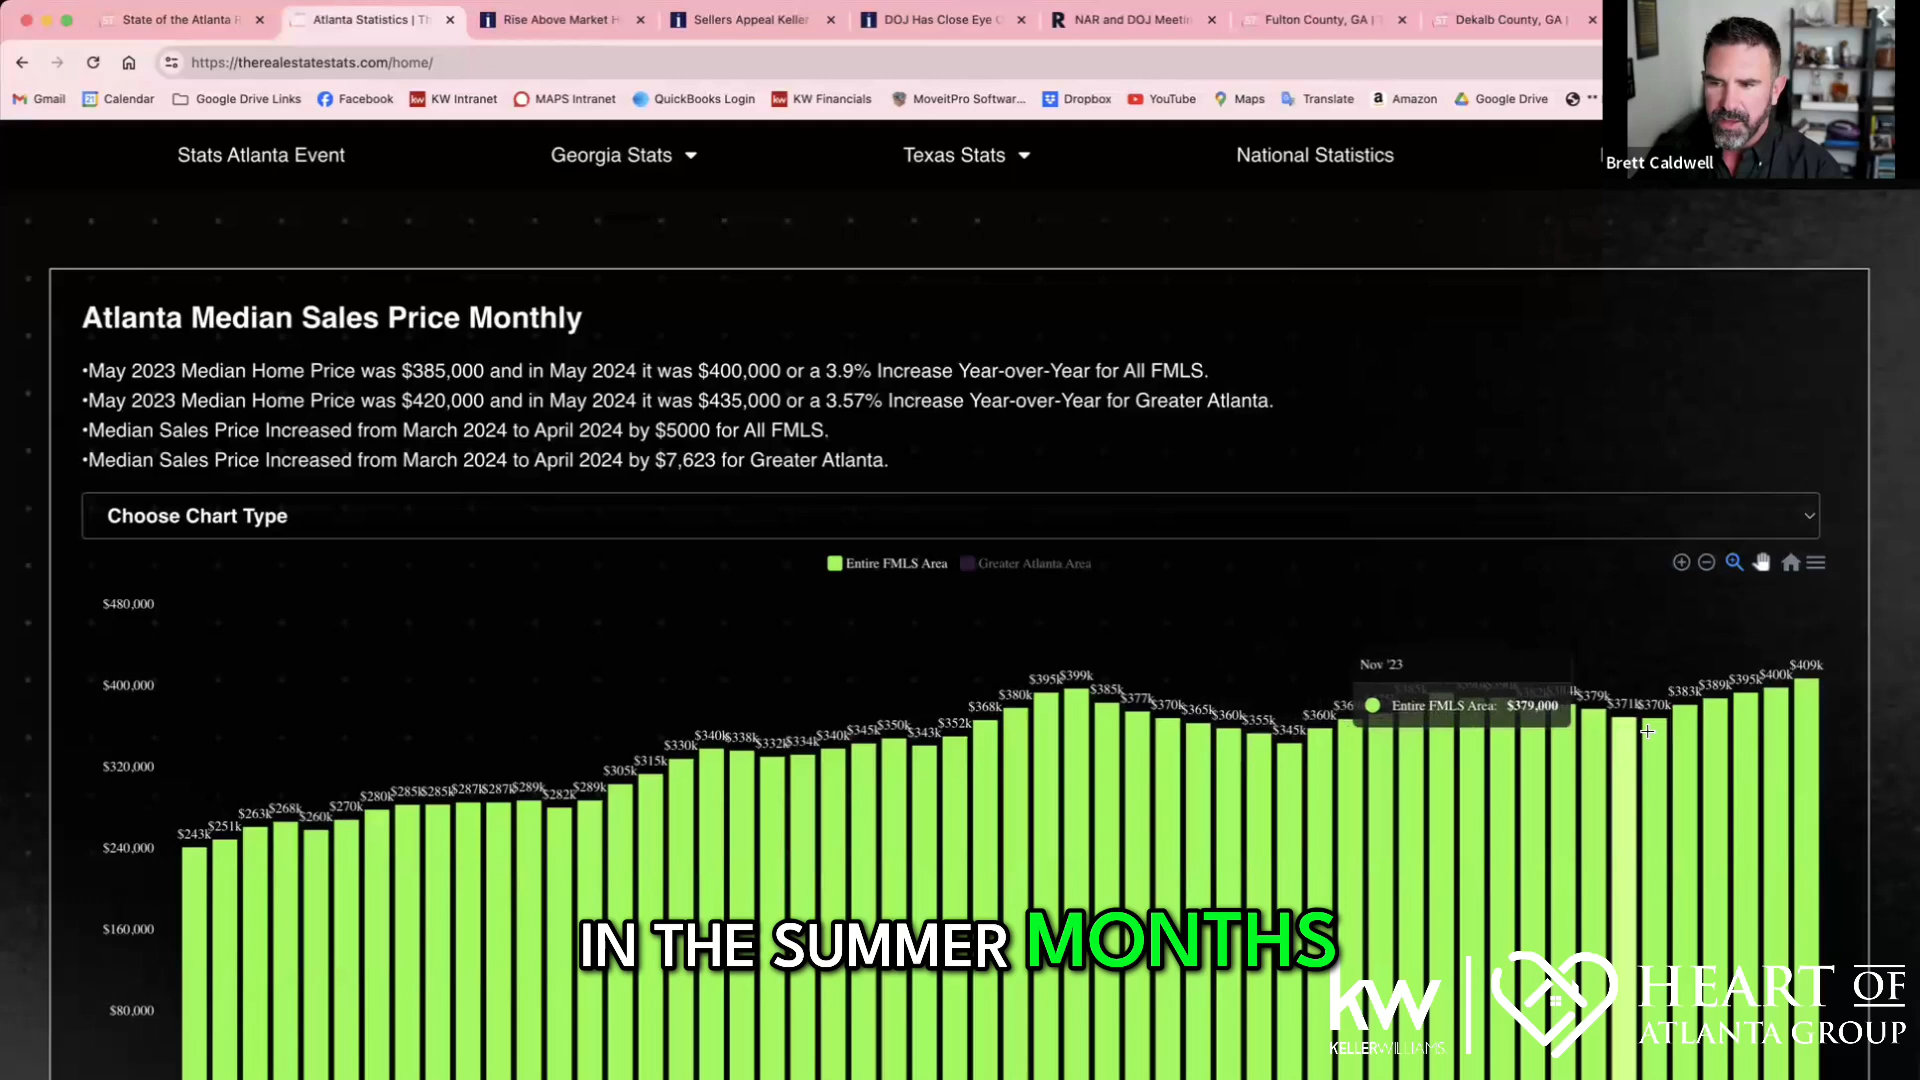 State of the Atlanta R
Atlanta Statistics | Th
Rise Above Market H
Sellers Appeal Keller
DOJ Has Close Eye O
NAR and DOJ Meetin
Fulton County, GA |
Dekalb County, GA |
https://therealestatestats.com/home/
Gmail
Calendar
Google Drive Links
Facebook
KW Intranet
MAPS Intranet
QuickBooks Login
KW Financials
MoveitPro Softwar...
Dropbox
YouTube
Maps
Translate
Amazon
Google Drive
Brett Caldwell
Stats Atlanta Event
Georgia Stats
Texas Stats
National Statistics
Atlanta Median Sales Price Monthly
•May 2023 Median Home Price was $385,000 and in May 2024 it was $400,000 or a 3.9% Increase Year-over-Year for All FMLS.
•May 2023 Median Home Price was $420,000 and in May 2024 it was $435,000 or a 3.57% Increase Year-over-Year for Greater Atlanta.
•Median Sales Price Increased from March 2024 to April 2024 by $5000 for All FMLS.
•Median Sales Price Increased from March 2024 to April 2024 by $7,623 for Greater Atlanta.
Choose Chart Type
Entire FMLS Area
Greater Atlanta Area
$480,000
$400,000
$320,000
$240,000
$160,000
$80,000
$243k
$251k
$263k
$268k
$260k
$270k
$280k
$285k
$285k
$287k
$287k
$289k
$282k
$289k
$305k
$315k
$330k
$340k
$338k
$332k
$334k
$340k
$345k
$350k
$343k
$352k
$368k
$380k
$395k
$399k
$385k
$377k
$370k
$365k
$360k
$355k
$345k
$360k
$379k
$371k
$370k
$383k
$389k
$395k
$400k
$409k
Nov '23
Entire FMLS Area: $379,000
IN THE SUMMER MONTHS
kw
KELLERWILLIAMS.
HEART OF
ATLANTA GROUP